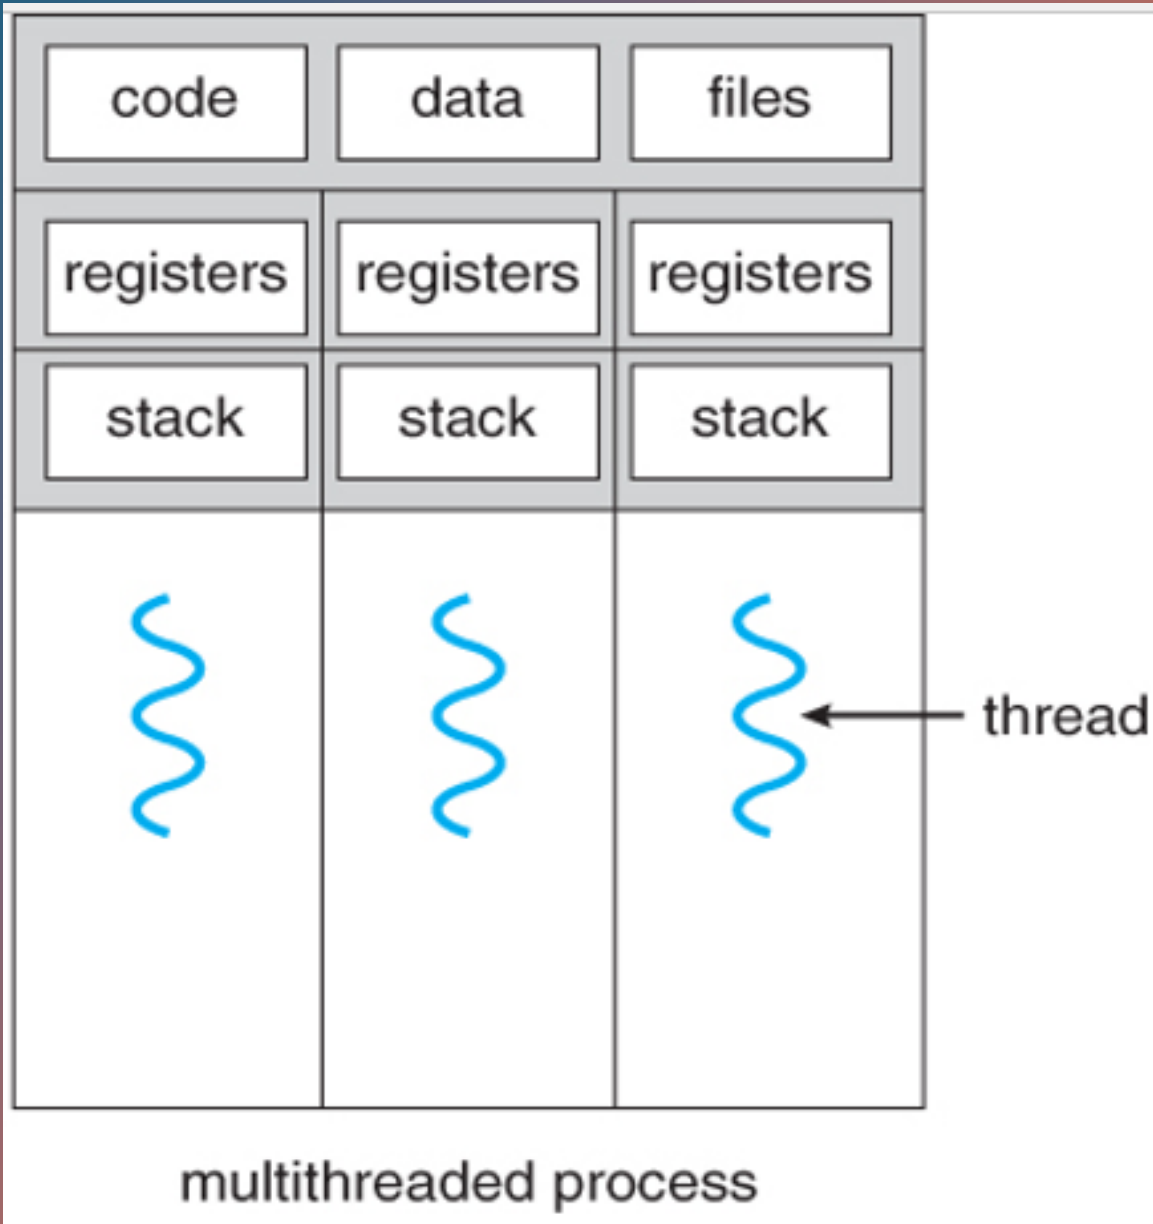 code data files
registers registers registers
stack stack stack
thread
multithreaded process